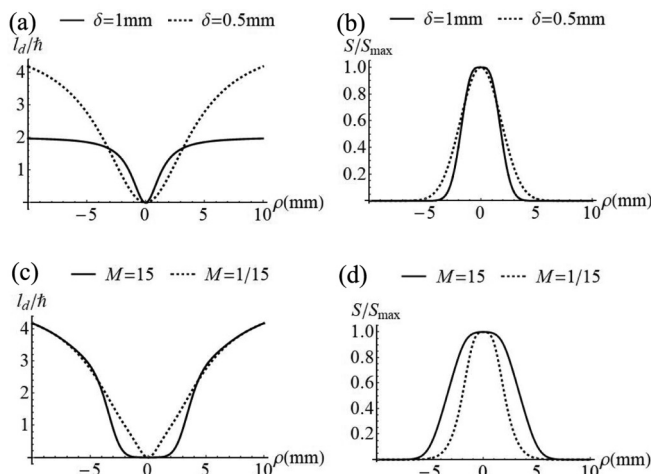 (a) δ=1mm δ=0.5mm
l_d/ħ
4
3
2
1
−5 0 5 10 ρ(mm)
(b) δ=1mm δ=0.5mm
S/S_max
1.0
0.8
0.6
0.4
0.2
−5 0 5 10 ρ(mm)
(c) M=15 M=1/15
l_d/ħ
4
3
2
1
−5 0 5 10 ρ(mm)
(d) M=15 M=1/15
S/S_max
1.0
0.8
0.6
0.4
0.2
−5 0 5 10 ρ(mm)